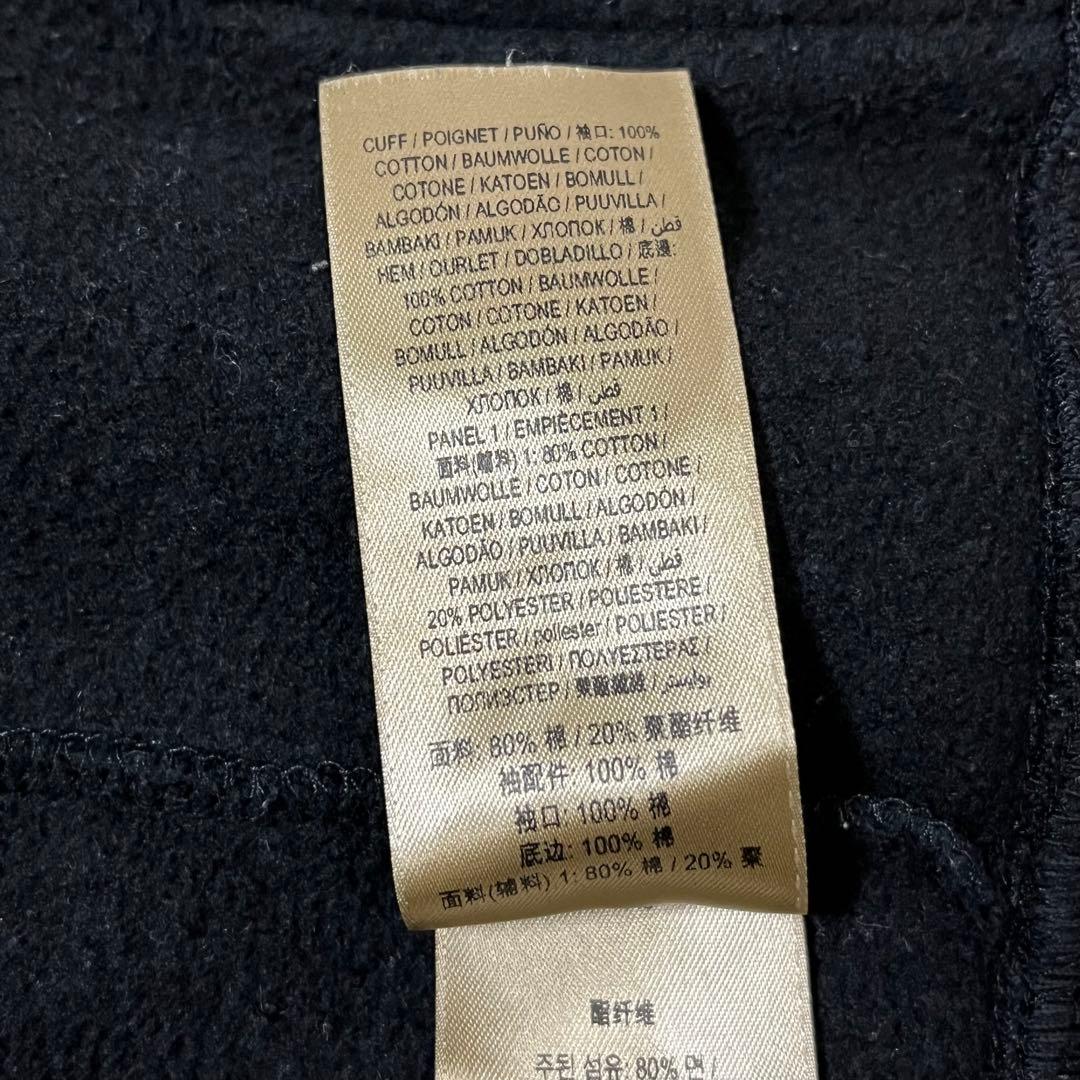 CUFF / POIGNET / PUÑO / 袖口: 100%
COTTON / BAUMWOLLE / COTON /
COTONE / KATOEN / BOMULL /
ALGODÓN / ALGODÃO / PUUVILLA /
BAMBAKI / PAMUK / ХЛОПОК / 棉 / قطن
HEM / OURLET / DOBLADILLO / 底邊:
100% COTTON / BAUMWOLLE /
COTON / COTONE / KATOEN /
BOMULL / ALGODÓN / ALGODÃO /
PUUVILLA / BAMBAKI / PAMUK /
ХЛОПОК / 棉 / قطن
PANEL 1 / EMPIÈCEMENT 1 /
面料(輔料) 1: 80% COTTON /
BAUMWOLLE / COTON / COTONE /
KATOEN / BOMULL / ALGODÓN /
ALGODÃO / PUUVILLA / BAMBAKI /
PAMUK / ХЛОПОК / 棉 / قطن
20% POLYESTER / POLIESTERE /
POLIESTER / poliester / POLIESTER /
POLYESTERI / ΠΟΛΥΕΣΤΕΡΑΣ /
ПОЛИЭСТЕР / 聚酯纖維 / بوليستر
面料: 80% 棉 / 20% 聚酯纤维
袖配件: 100% 棉
袖口: 100% 棉
底边: 100% 棉
面料(辅料) 1: 80% 棉 / 20% 聚
酯纤维
주된 섬유: 80% 면 /